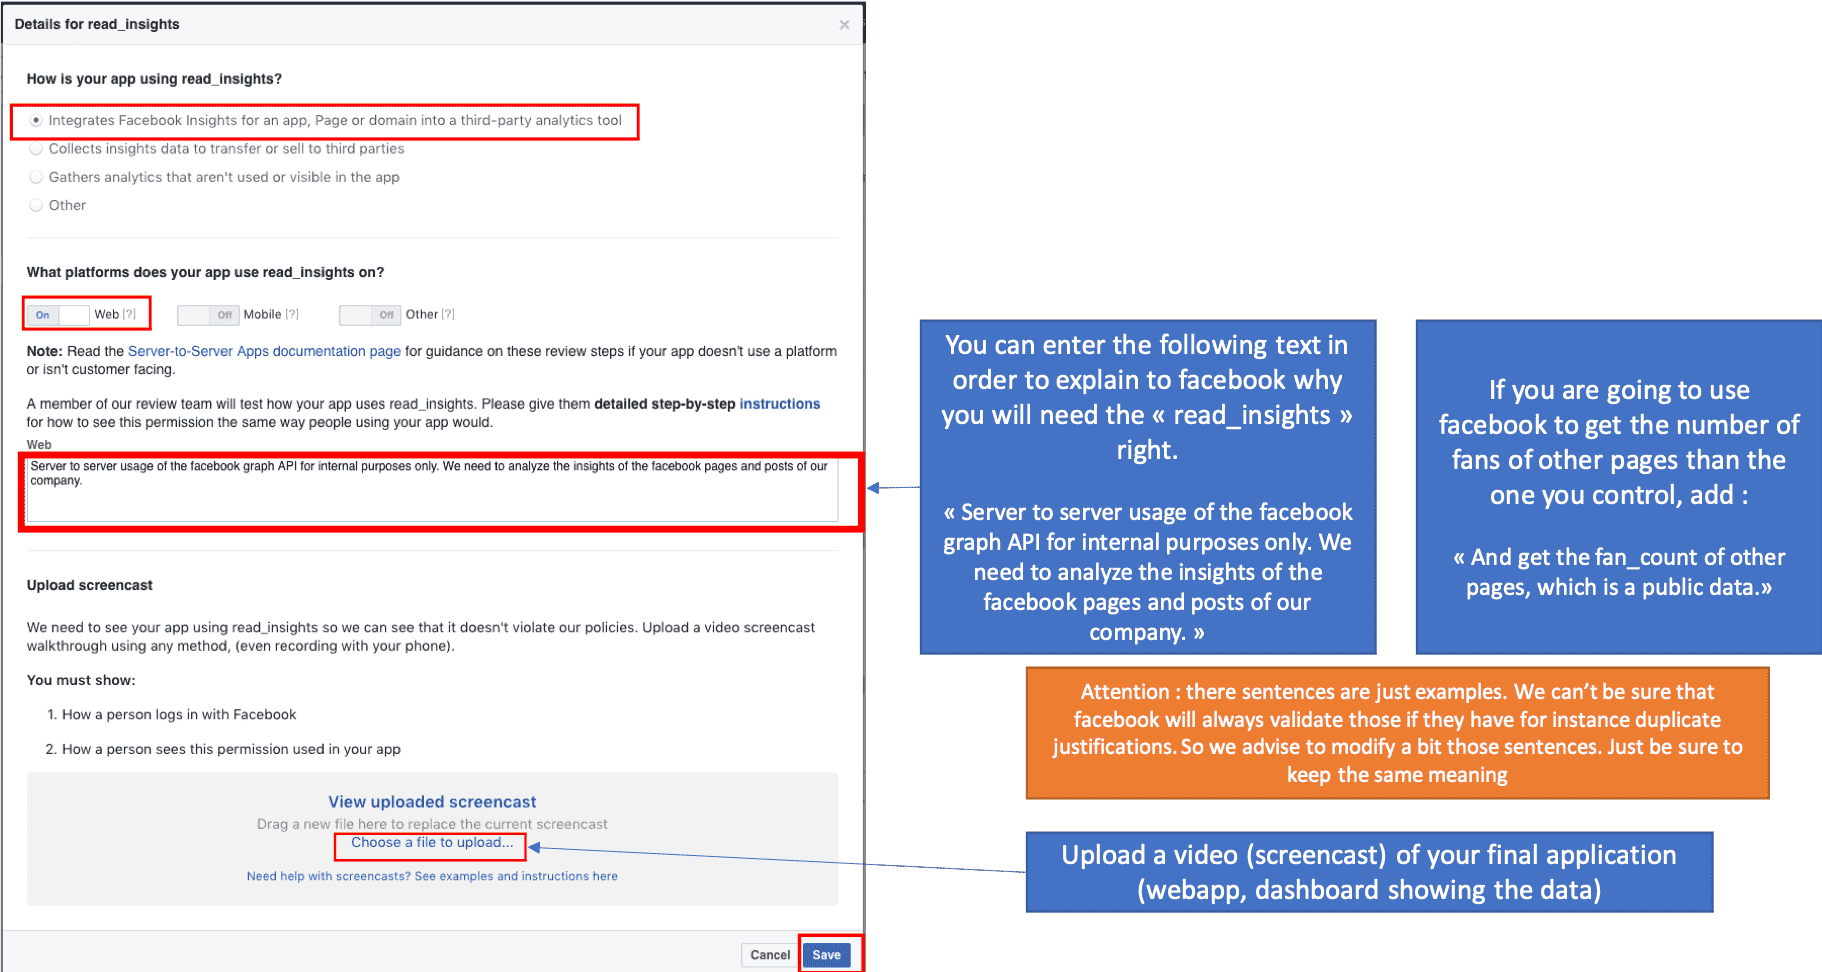 Details for read_insights
×
How is your app using read_insights?
Integrates Facebook Insights for an app, Page or domain into a third-party analytics tool
Collects insights data to transfer or sell to third parties
Gathers analytics that aren't used or visible in the app
Other
What platforms does your app use read_insights on?
On Web [?] Off Mobile [?] Off Other [?]
Note: Read the Server-to-Server Apps documentation page for guidance on these review steps if your app doesn't use a platform
or isn't customer facing.
A member of our review team will test how your app uses read_insights. Please give them detailed step-by-step instructions
for how to see this permission the same way people using your app would.
Web
Server to server usage of the facebook graph API for internal purposes only. We need to analyze the insights of the facebook pages and posts of our
company.
Upload screencast
We need to see your app using read_insights so we can see that it doesn't violate our policies. Upload a video screencast
walkthrough using any method, (even recording with your phone).
You must show:
1. How a person logs in with Facebook
2. How a person sees this permission used in your app
View uploaded screencast
Drag a new file here to replace the current screencast
Choose a file to upload...
Need help with screencasts? See examples and instructions here
Cancel Save
You can enter the following text in
order to explain to facebook why
you will need the « read_insights »
right.
« Server to server usage of the facebook
graph API for internal purposes only. We
need to analyze the insights of the
facebook pages and posts of our
company. »
If you are going to use
facebook to get the number of
fans of other pages than the
one you control, add :
« And get the fan_count of other
pages, which is a public data.»
Attention : there sentences are just examples. We can't be sure that
facebook will always validate those if they have for instance duplicate
justifications. So we advise to modify a bit those sentences. Just be sure to
keep the same meaning
Upload a video (screencast) of your final application
(webapp, dashboard showing the data)